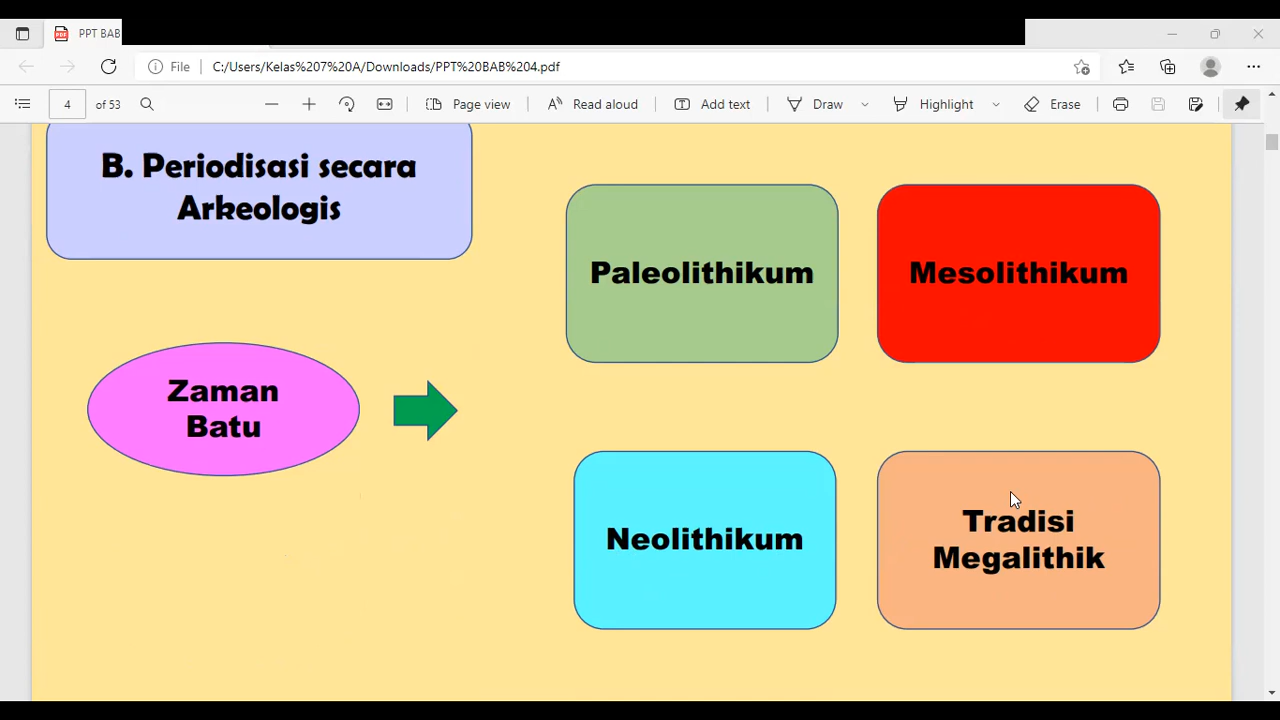 PPT BAB
File
C:/Users/Kelas%207%20A/Downloads/PPT%20BAB%204.pdf
4 of 53
Page view
Read aloud
Add text
Draw
Highlight
Erase
B. Periodisasi secara
Arkeologis
Zaman
Batu
Paleolithikum
Mesolithikum
Neolithikum
Tradisi
Megalithik